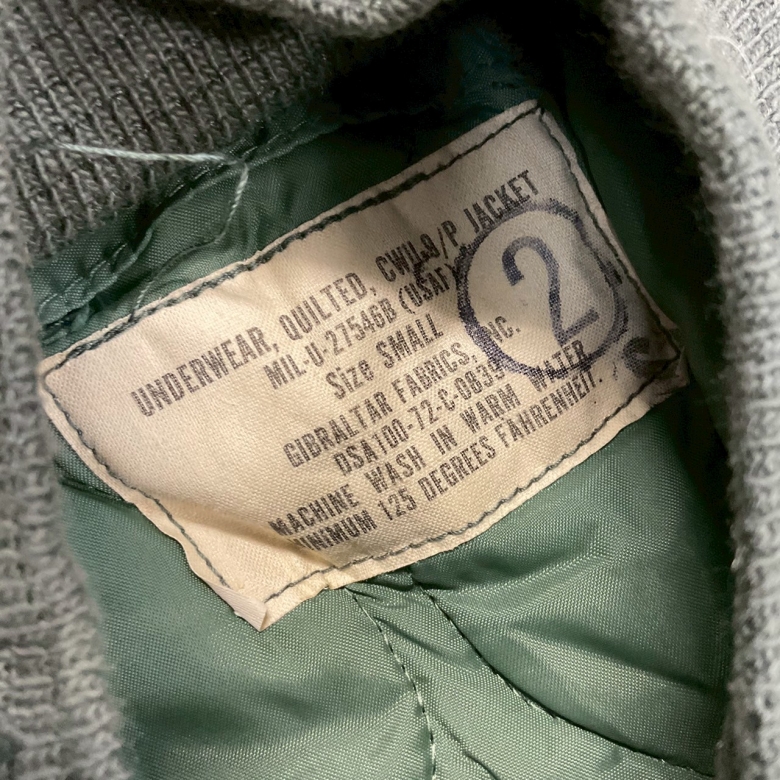 UNDERWEAR, QUILTED, CWU-9/P JACKET
MIL-U-27546B (USAF)
Size SMALL
GIBRALTAR FABRICS, INC.
DSA100-72-C-0835
MACHINE WASH IN WARM WATER
MINIMUM 125 DEGREES FAHRENHEIT.
2